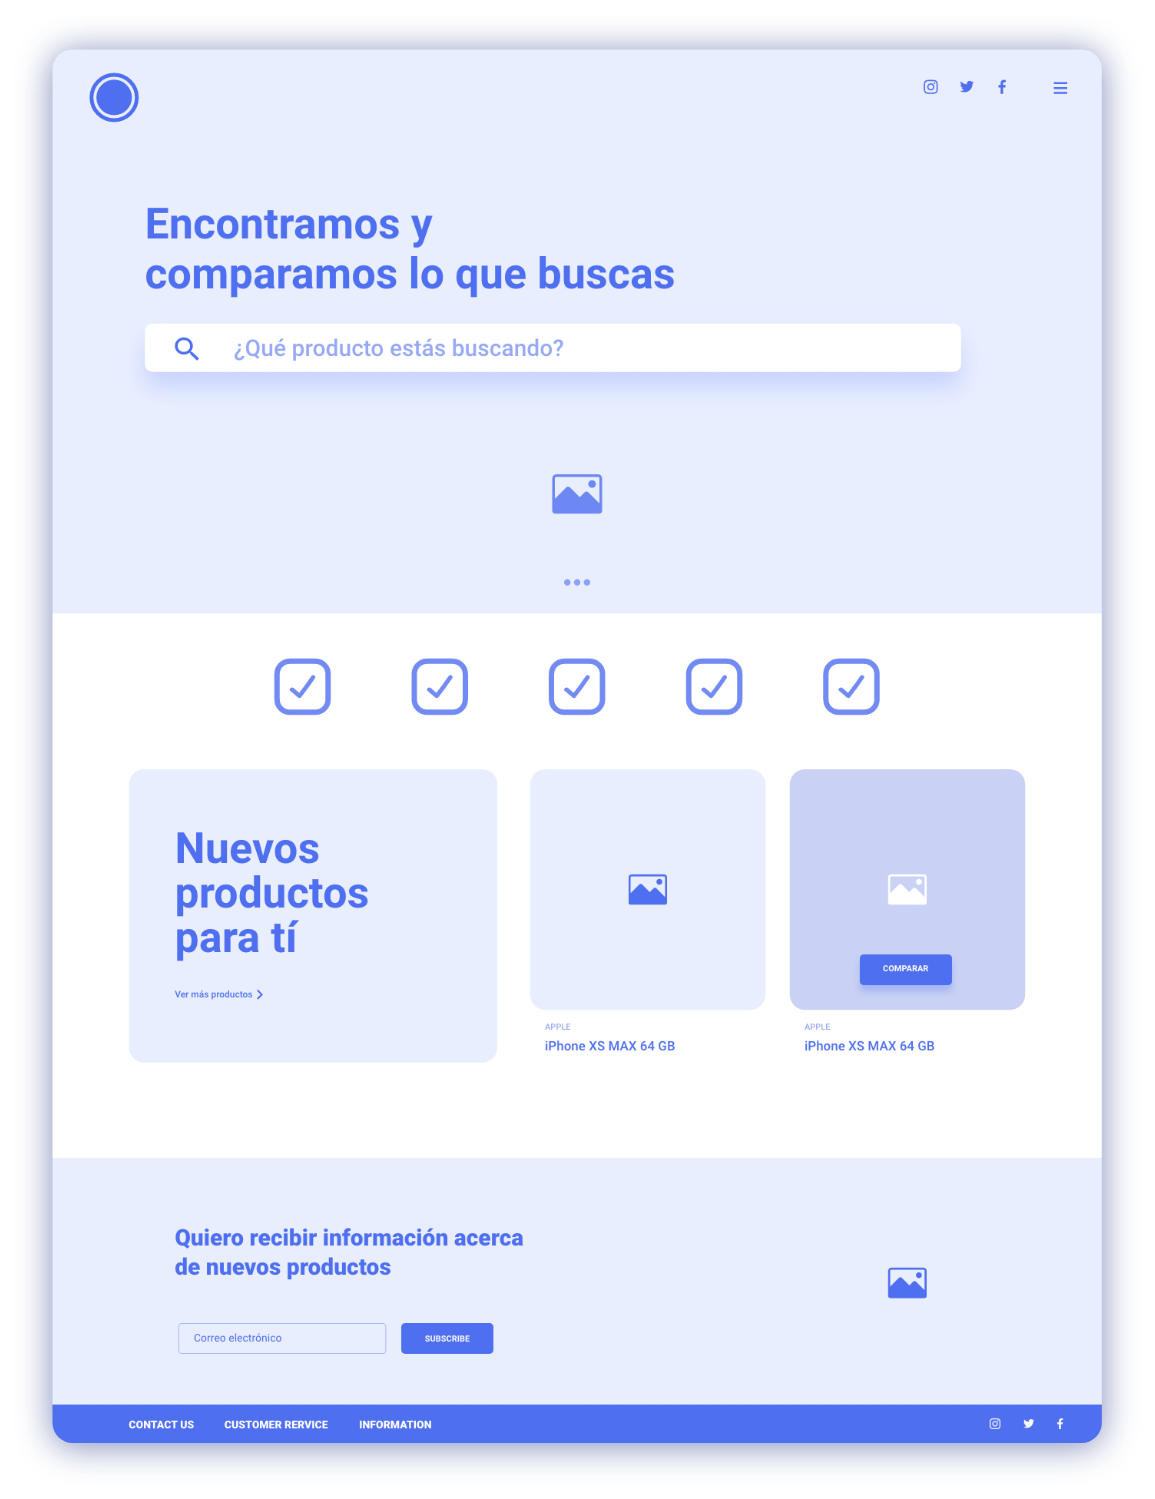 Encontramos y
comparamos lo que buscas
¿Qué producto estás buscando?
Nuevos
productos
para tí
Ver más productos
COMPARAR
APPLE
iPhone XS MAX 64 GB
APPLE
iPhone XS MAX 64 GB
Quiero recibir información acerca
de nuevos productos
Correo electrónico
SUBSCRIBE
CONTACT US
CUSTOMER RERVICE
INFORMATION